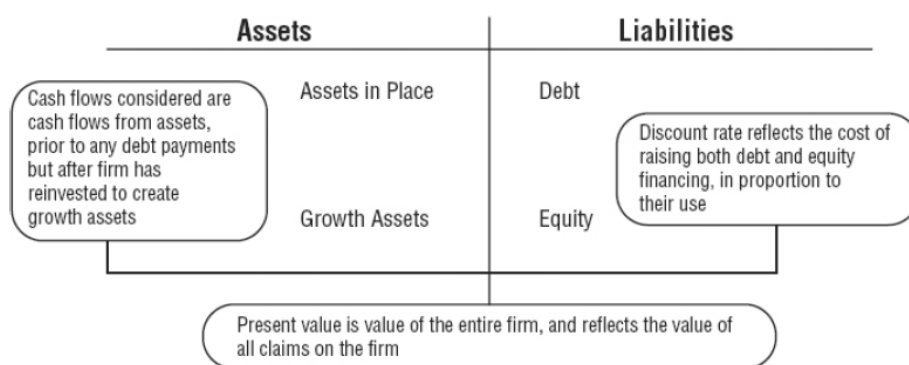 Assets
Liabilities
Cash flows considered are
cash flows from assets,
prior to any debt payments
but after firm has
reinvested to create
growth assets
Assets in Place
Growth Assets
Debt
Equity
Discount rate reflects the cost of
raising both debt and equity
financing, in proportion to
their use
Present value is value of the entire firm, and reflects the value of
all claims on the firm